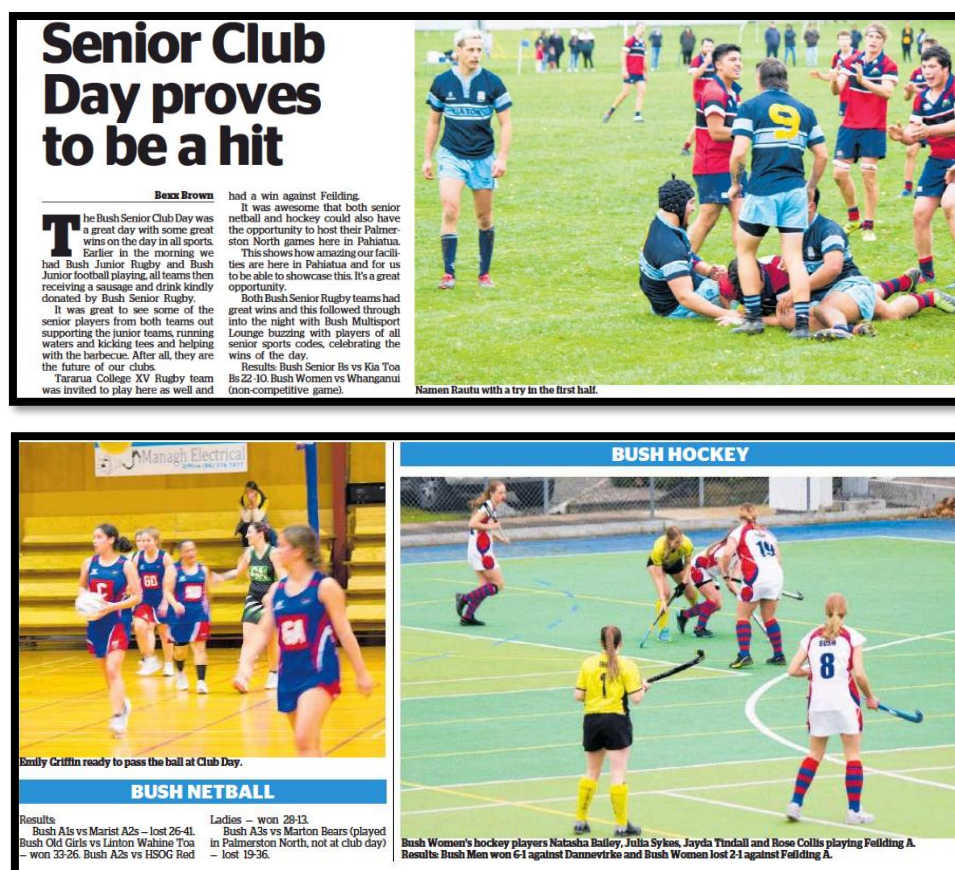 Senior Club
Day proves
to be a hit
Bexx Brown
The Bush Senior Club Day was
a great day with some great
wins on the day in all sports.
Earlier in the morning we
had Bush Junior Rugby and Bush
Junior football playing, all teams then
receiving a sausage and drink kindly
donated by Bush Senior Rugby.
It was great to see some of the
senior players from both teams out
supporting the junior teams, running
waters and kicking tees and helping
with the barbecue. After all, they are
the future of our clubs.
Tararua College XV Rugby team
was invited to play here as well and
had a win against Feilding.
It was awesome that both senior
netball and hockey could also have
the opportunity to host their Palmer-
ston North games here in Pahiatua.
This shows how amazing our facili-
ties are here in Pahiatua and for us
to be able to showcase this. It's a great
opportunity.
Both Bush Senior Rugby teams had
great wins and this followed through
into the night with Bush Multisport
Lounge buzzing with players of all
senior sports codes, celebrating the
wins of the day.
Results: Bush Senior Bs vs Kia Toa
Bs 22-10. Bush Women vs Whanganui
(non-competitive game).
9
Namen Rautu with a try in the first half.
Managh Electrical
C
GD
GA
Emily Griffin ready to pass the ball at Club Day.
BUSH NETBALL
Results:
Bush A1s vs Marist A2s – lost 26-41.
Bush Old Girls vs Linton Wahine Toa
– won 33-26. Bush A2s vs HSOG Red
Ladies – won 28-13.
Bush A3s vs Marton Bears (played
in Palmerston North, not at club day)
– lost 19-36.
BUSH HOCKEY
19
BUSH
8
1
Bush Women's hockey players Natasha Bailey, Julia Sykes, Jayda Tindall and Rose Collis playing Feilding A.
Results: Bush Men won 6-1 against Dannevirke and Bush Women lost 2-1 against Feilding A.